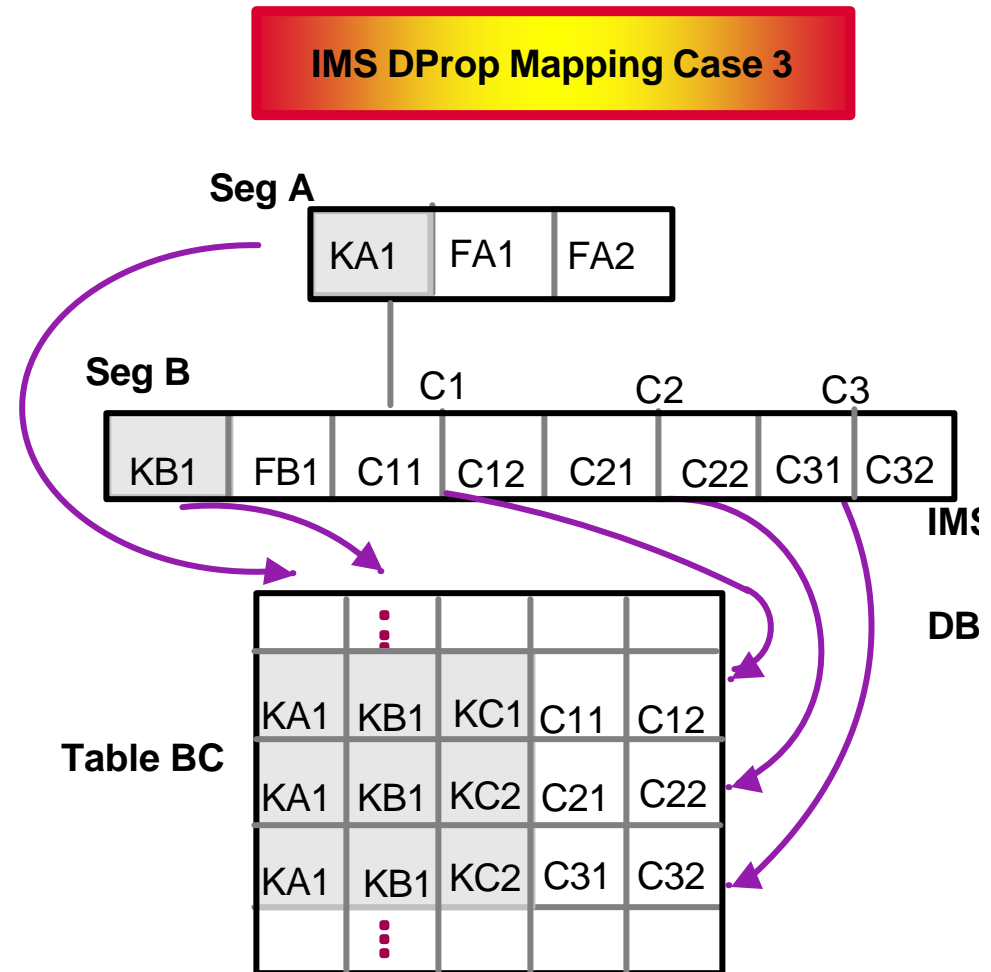 IMS DProp Mapping Case 3
Seg A
KA1 FA1 FA2
Seg B
C1 C2 C3
KB1 FB1 C11 C12 C21 C22 C31 C32
DB
KA1 KB1 KC1 C11 C12
Table BC
KA1 KB1 KC2 C21 C22
KA1 KB1 KC2 C31 C32